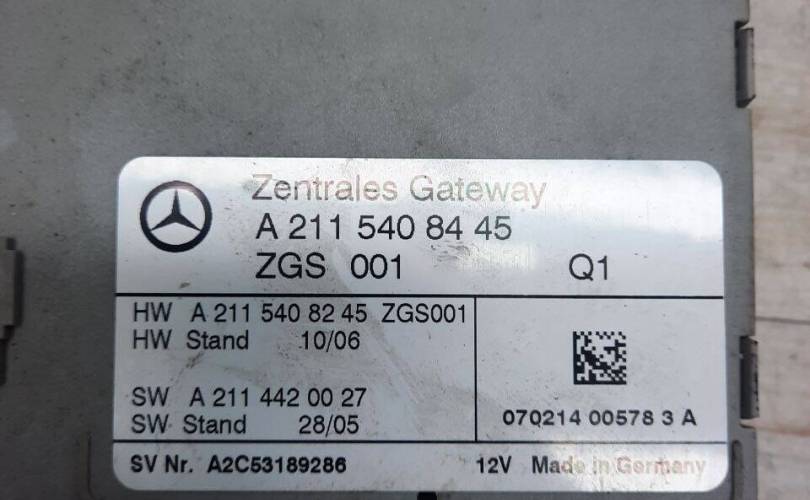 Zentrales Gateway
A 211 540 84 45
ZGS 001 Q1
HW A 211 540 82 45 ZGS001
HW Stand 10/06
SW A 211 442 00 27
SW Stand 28/05
070214 00578 3 A
SV Nr. A2C53189286 12V Made in Germany